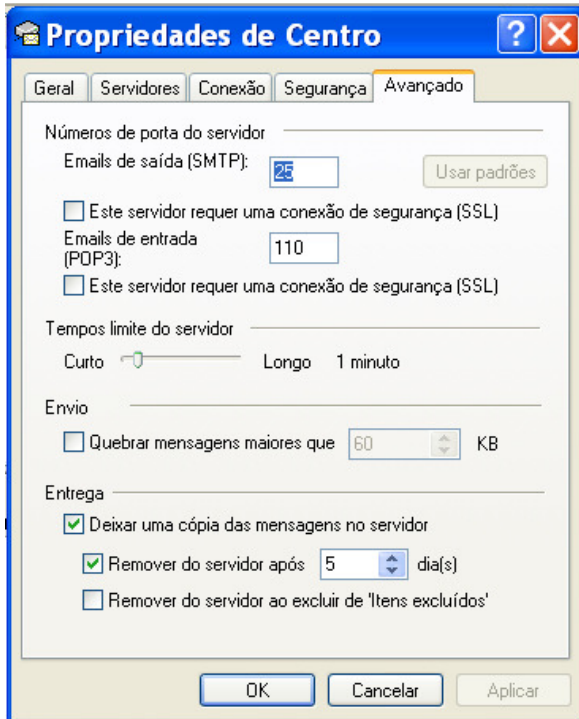 Propriedades de Centro ?
Geral Servidores Conexão Segurança Avançado
Números de porta do servidor
Emails de saída (SMTP): 25 Usar padrões
Este servidor requer uma conexão de segurança (SSL)
Emails de entrada
(POP3): 110
Este servidor requer uma conexão de segurança (SSL)
Tempos limite do servidor
Curto Longo 1 minuto
Envio
Quebrar mensagens maiores que 60 KB
Entrega
Deixar uma cópia das mensagens no servidor
Remover do servidor após 5 dia(s)
Remover do servidor ao excluir de 'Itens excluídos'
OK Cancelar Aplicar